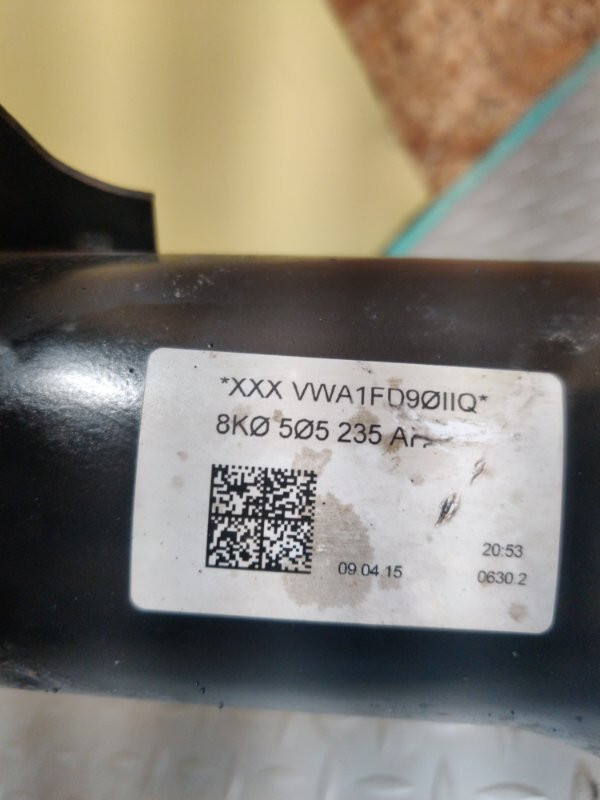 *XXX VWA1FD9ØIIQ*
8KØ 5Ø5 235
09.04.15
20:53
0630.2